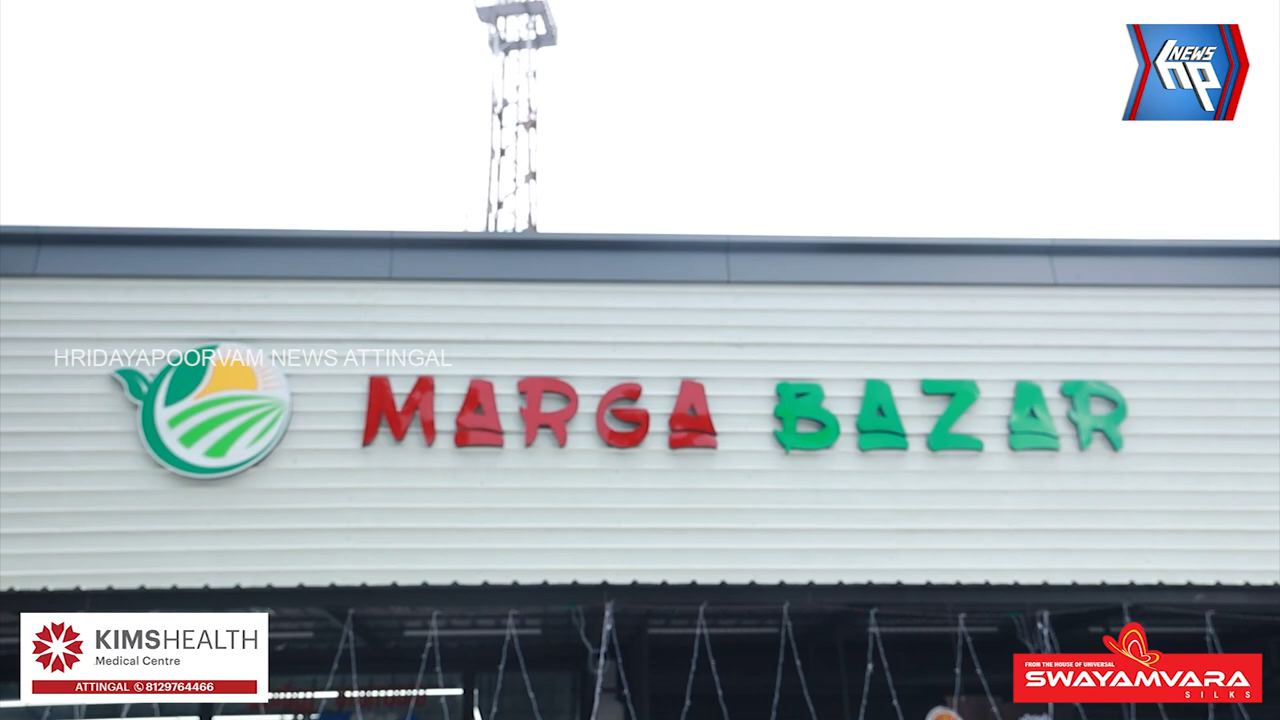 NEWS
hp
HRIDAYAPOORVAM NEWS ATTINGAL
MARGA BAZAR
KIMSHEALTH
Medical Centre
ATTINGAL 8129764466
FROM THE HOUSE OF UNIVERSAL
SWAYAMVARA
SILKS